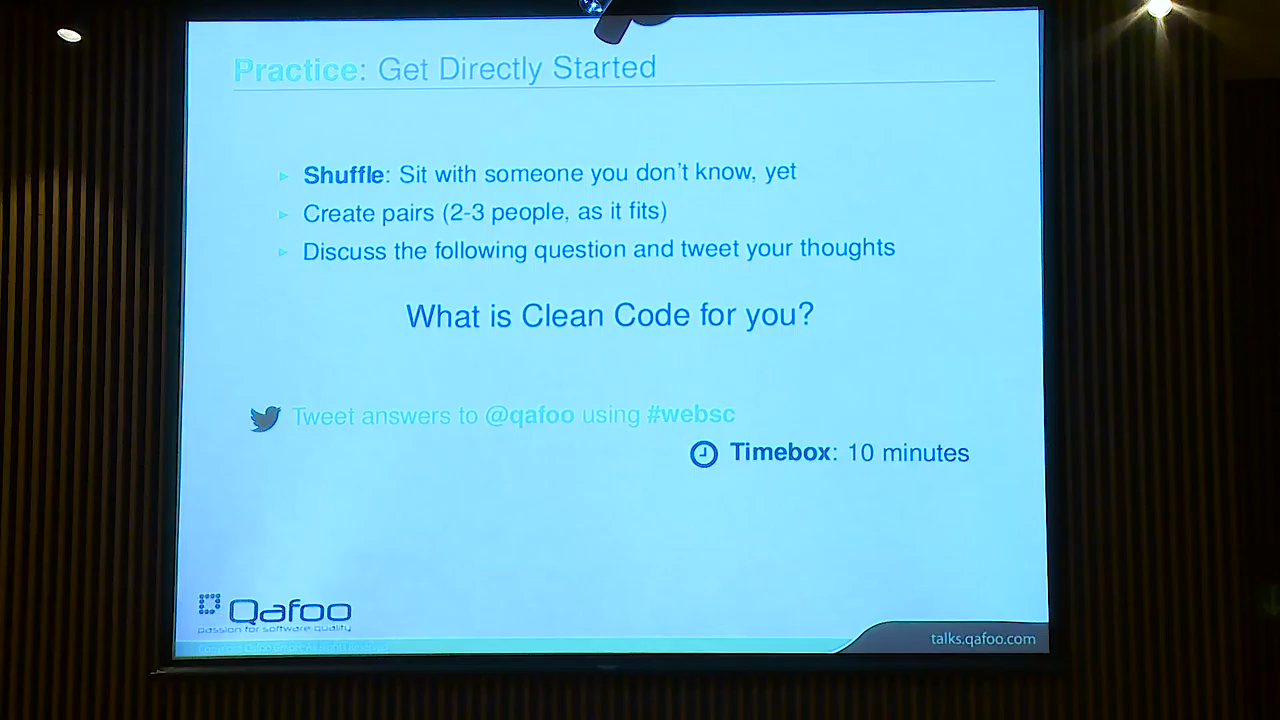 Practice: Get Directly Started
Shuffle: Sit with someone you don't know, yet
Create pairs (2-3 people, as it fits)
Discuss the following question and tweet your thoughts
What is Clean Code for you?
Tweet answers to @qafoo using #websc
Timebox: 10 minutes
Qafoo
passion for software quality
talks.qafoo.com